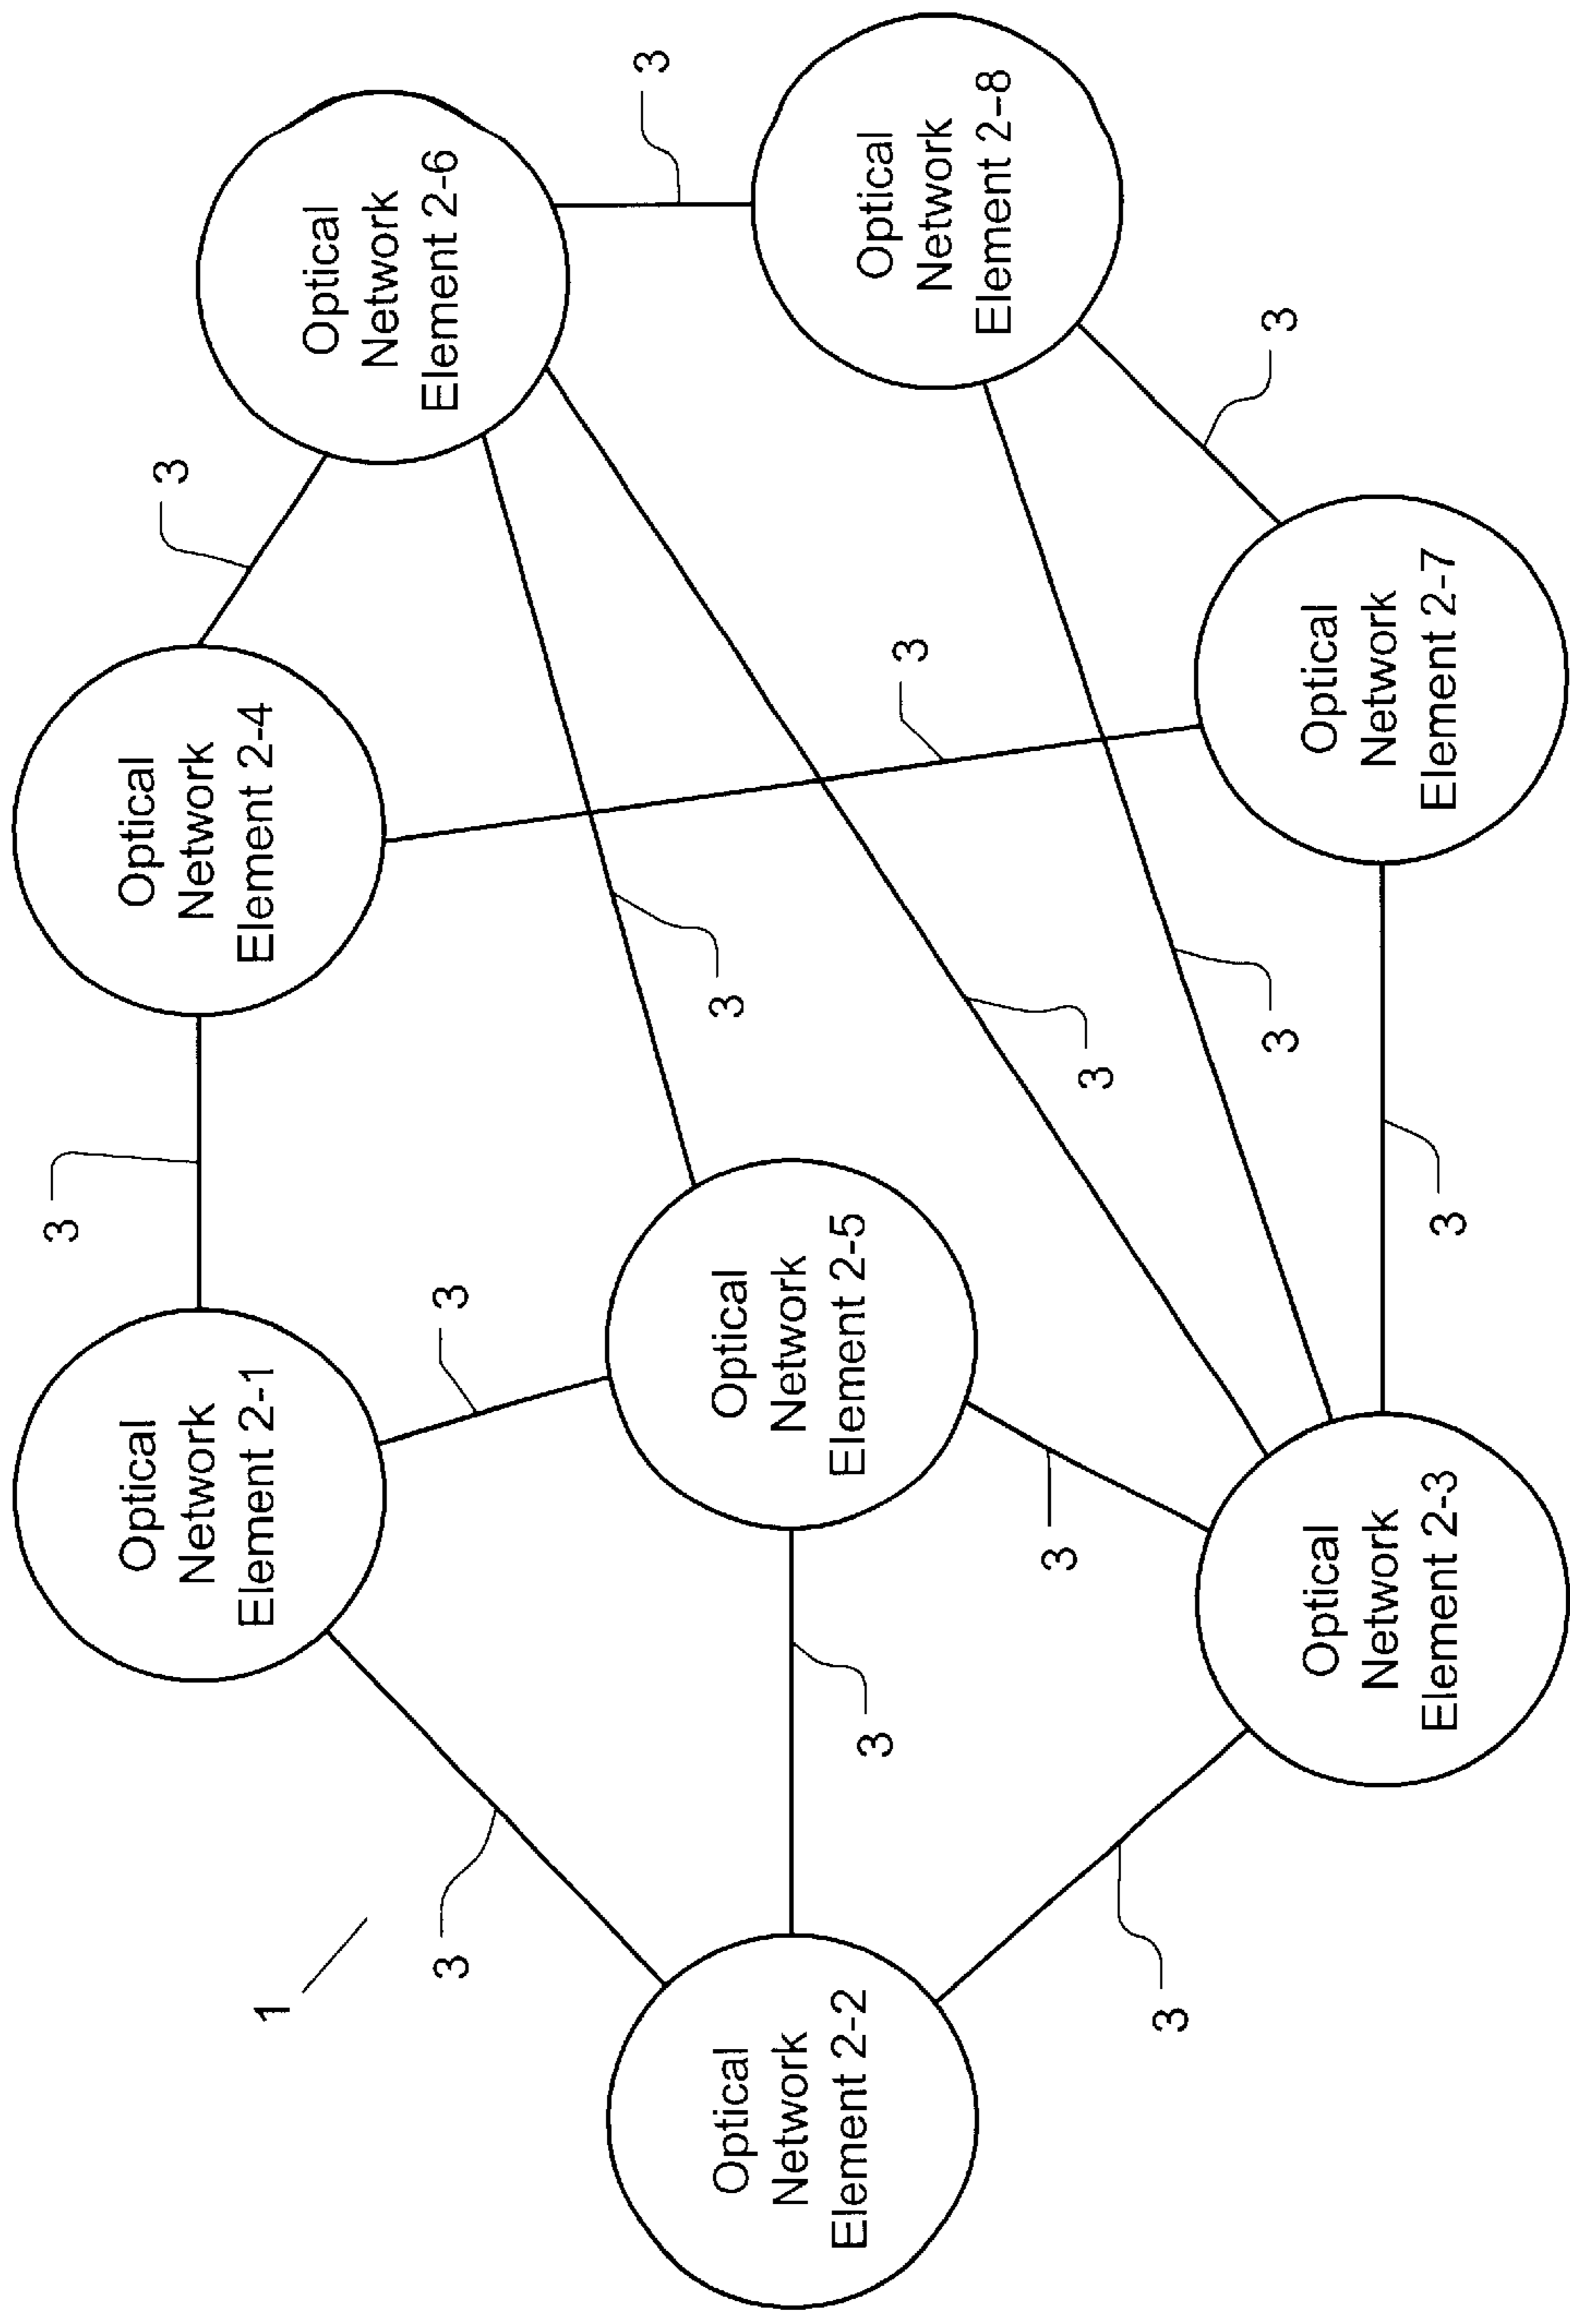 3
Optical
Network
Element 2-1
Optical
Network
Element 2-4
3
1
Optical
Network
Element 2-6
3
3
3
3
Optical
Network
Element 2-2
Optical
Network
Element 2-5
3
3
Optical
Network
Element 2-8
3
3
3
3
3
Optical
Network
Element 2-3
Optical
Network
Element 2-7
3